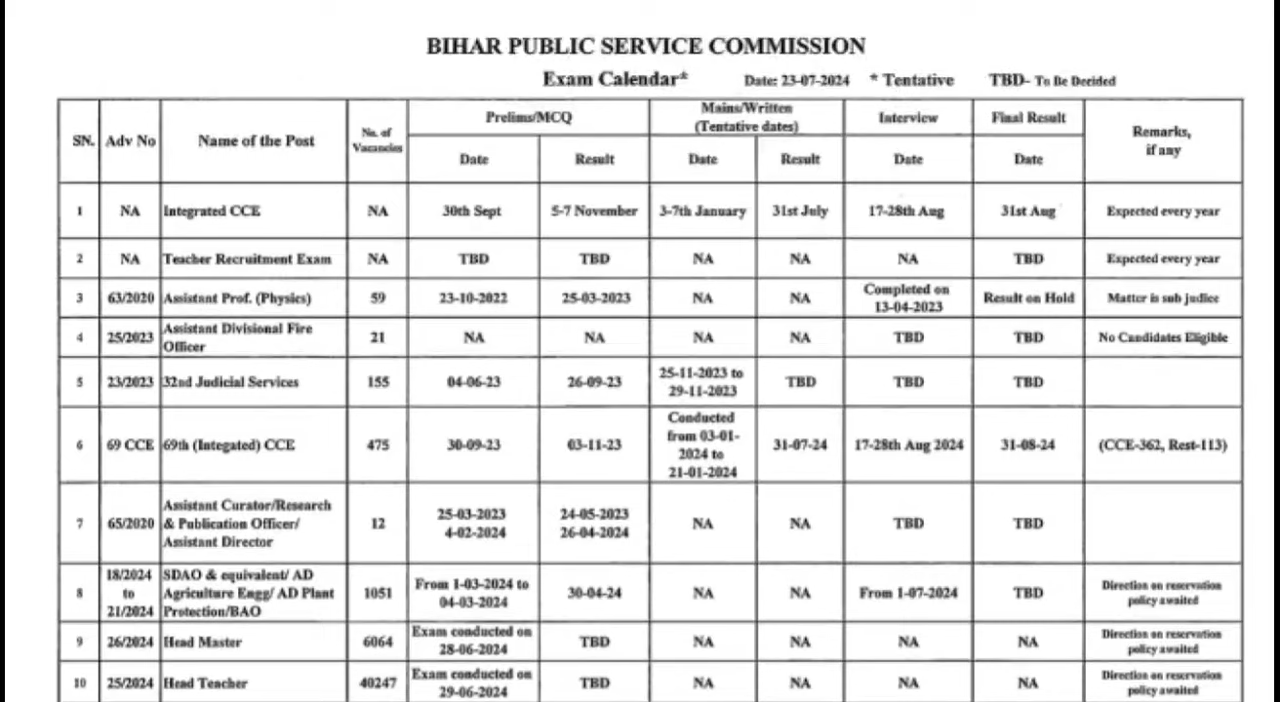 BIHAR PUBLIC SERVICE COMMISSION
Exam Calendar* Date: 23-07-2024 * Tentative TBD- To Be Decided
SN. Adv No Name of the Post No. of Vacancies Prelims/MCQ Mains/Written (Tentative dates) Interview Final Result Remarks, if any
Date Result Date Result Date Date
1 NA Integrated CCE NA 30th Sept 5-7 November 3-7th January 31st July 17-28th Aug 31st Aug Expected every year
2 NA Teacher Recruitment Exam NA TBD TBD NA NA NA TBD Expected every year
3 63/2020 Assistant Prof. (Physics) 59 23-10-2022 25-03-2023 NA NA Completed on 13-04-2023 Result on Hold Matter is sub judice
4 25/2023 Assistant Divisional Fire Officer 21 NA NA NA NA TBD TBD No Candidates Eligible
5 23/2023 32nd Judicial Services 155 04-06-23 26-09-23 25-11-2023 to 29-11-2023 TBD TBD TBD
6 69 CCE 69th (Integated) CCE 475 30-09-23 03-11-23 Conducted from 03-01-2024 to 21-01-2024 31-07-24 17-28th Aug 2024 31-08-24 (CCE-362, Rest-113)
7 65/2020 Assistant Curator/Research & Publication Officer/ Assistant Director 12 25-03-2023 4-02-2024 24-05-2023 26-04-2024 NA NA TBD TBD
8 18/2024 to 21/2024 SDAO & equivalent/ AD Agriculture Engg/ AD Plant Protection/BAO 1051 From 1-03-2024 to 04-03-2024 30-04-24 NA NA From 1-07-2024 TBD Direction on reservation policy awaited
9 26/2024 Head Master 6064 Exam conducted on 28-06-2024 TBD NA NA NA NA Direction on reservation policy awaited
10 25/2024 Head Teacher 40247 Exam conducted on 29-06-2024 TBD NA NA NA NA Direction on reservation policy awaited